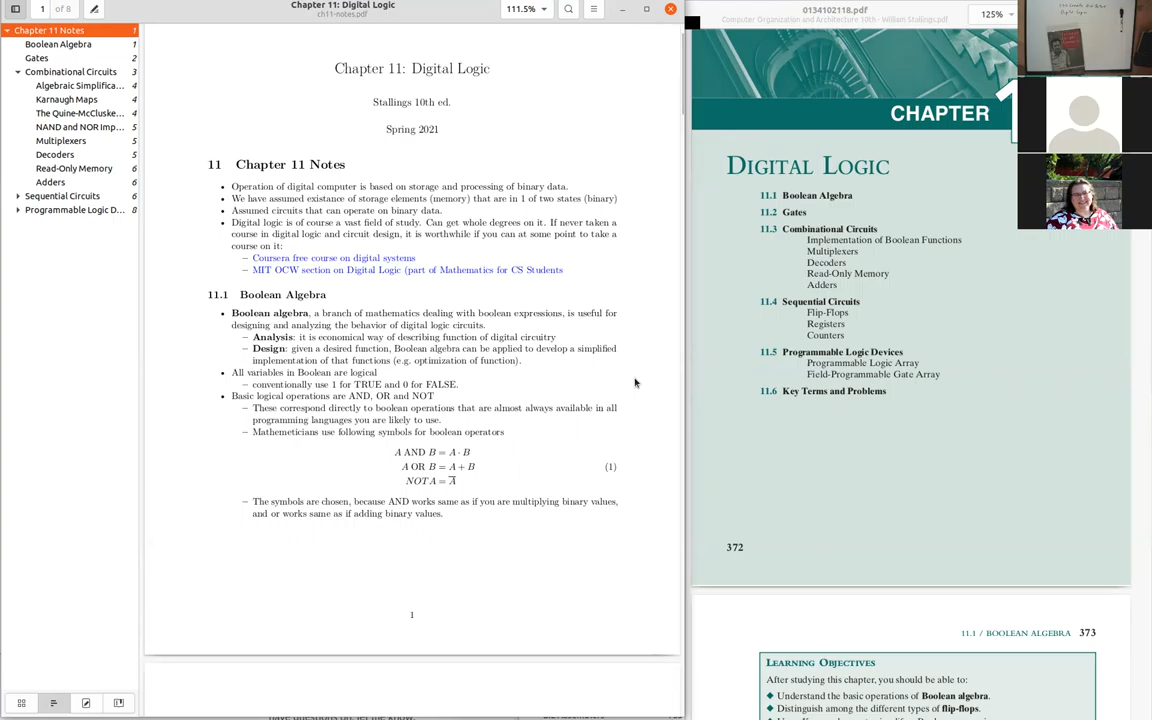 1 of 8
Chapter 11: Digital Logic
ch11-notes.pdf
111.5%
Chapter 11 Notes 1
Boolean Algebra 1
Gates 2
Combinational Circuits 3
Algebraic Simplifica... 4
Karnaugh Maps 4
The Quine-McCluske... 4
NAND and NOR Imp... 5
Multiplexers 5
Decoders 5
Read-Only Memory 6
Adders 6
Sequential Circuits 6
Programmable Logic D... 8
Chapter 11: Digital Logic
Stallings 10th ed.
Spring 2021
11 Chapter 11 Notes
• Operation of digital computer is based on storage and processing of binary data.
• We have assumed existance of storage elements (memory) that are in 1 of two states (binary)
• Assumed circuits that can operate on binary data.
• Digital logic is of course a vast field of study. Can get whole degrees on it. If never taken a
course in digital logic and circuit design, it is worthwhile if you can at some point to take a
course on it:
– Coursera free course on digital systems
– MIT OCW section on Digital Logic (part of Mathematics for CS Students
11.1 Boolean Algebra
• Boolean algebra, a branch of mathematics dealing with boolean expressions, is useful for
designing and analyzing the behavior of digital logic circuits.
– Analysis: it is economical way of describing function of digital circuitry
– Design: given a desired function, Boolean algebra can be applied to develop a simplified
implementation of that functions (e.g. optimization of function).
• All variables in Boolean are logical
– conventionally use 1 for TRUE and 0 for FALSE.
• Basic logical operations are AND, OR and NOT
– These correspond directly to boolean operations that are almost always available in all
programming languages you are likely to use.
– Mathemeticians use following symbols for boolean operators
A AND B = A · B
A OR B = A + B (1)
NOT A = A̅
– The symbols are chosen, because AND works same as if you are multiplying binary values,
and or works same as if adding binary values.
1
have questions on, let me know.
0134102118.pdf
Computer Organization and Architecture 10th - William Stallings.pdf
125%
CHAPTER
DIGITAL LOGIC
11.1 Boolean Algebra
11.2 Gates
11.3 Combinational Circuits
Implementation of Boolean Functions
Multiplexers
Decoders
Read-Only Memory
Adders
11.4 Sequential Circuits
Flip-Flops
Registers
Counters
11.5 Programmable Logic Devices
Programmable Logic Array
Field-Programmable Gate Array
11.6 Key Terms and Problems
372
11.1 / BOOLEAN ALGEBRA 373
LEARNING OBJECTIVES
After studying this chapter, you should be able to:
◆ Understand the basic operations of Boolean algebra.
◆ Distinguish among the different types of flip-flops.